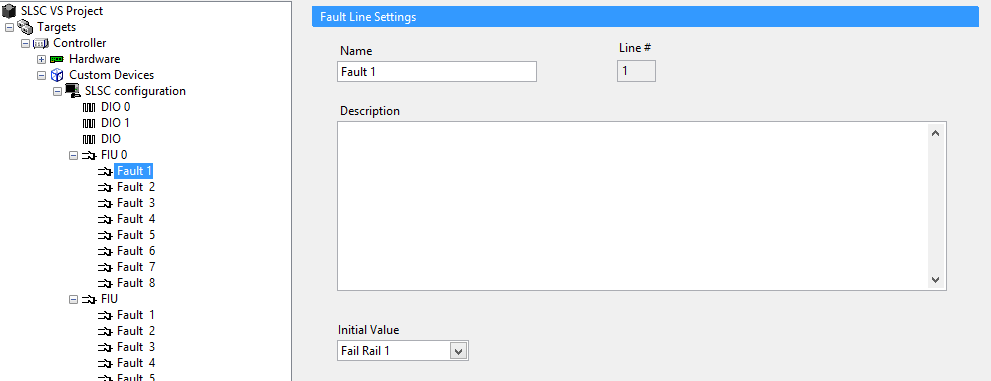 SLSC VS Project
Targets
Controller
Hardware
Custom Devices
SLSC configuration
DIO 0
DIO 1
DIO
FIU 0
Fault 1
Fault 2
Fault 3
Fault 4
Fault 5
Fault 6
Fault 7
Fault 8
FIU
Fault 1
Fault 2
Fault 3
Fault 4
Fault 5
Fault Line Settings
Name
Line #
Fault 1
1
Description
Initial Value
Fail Rail 1